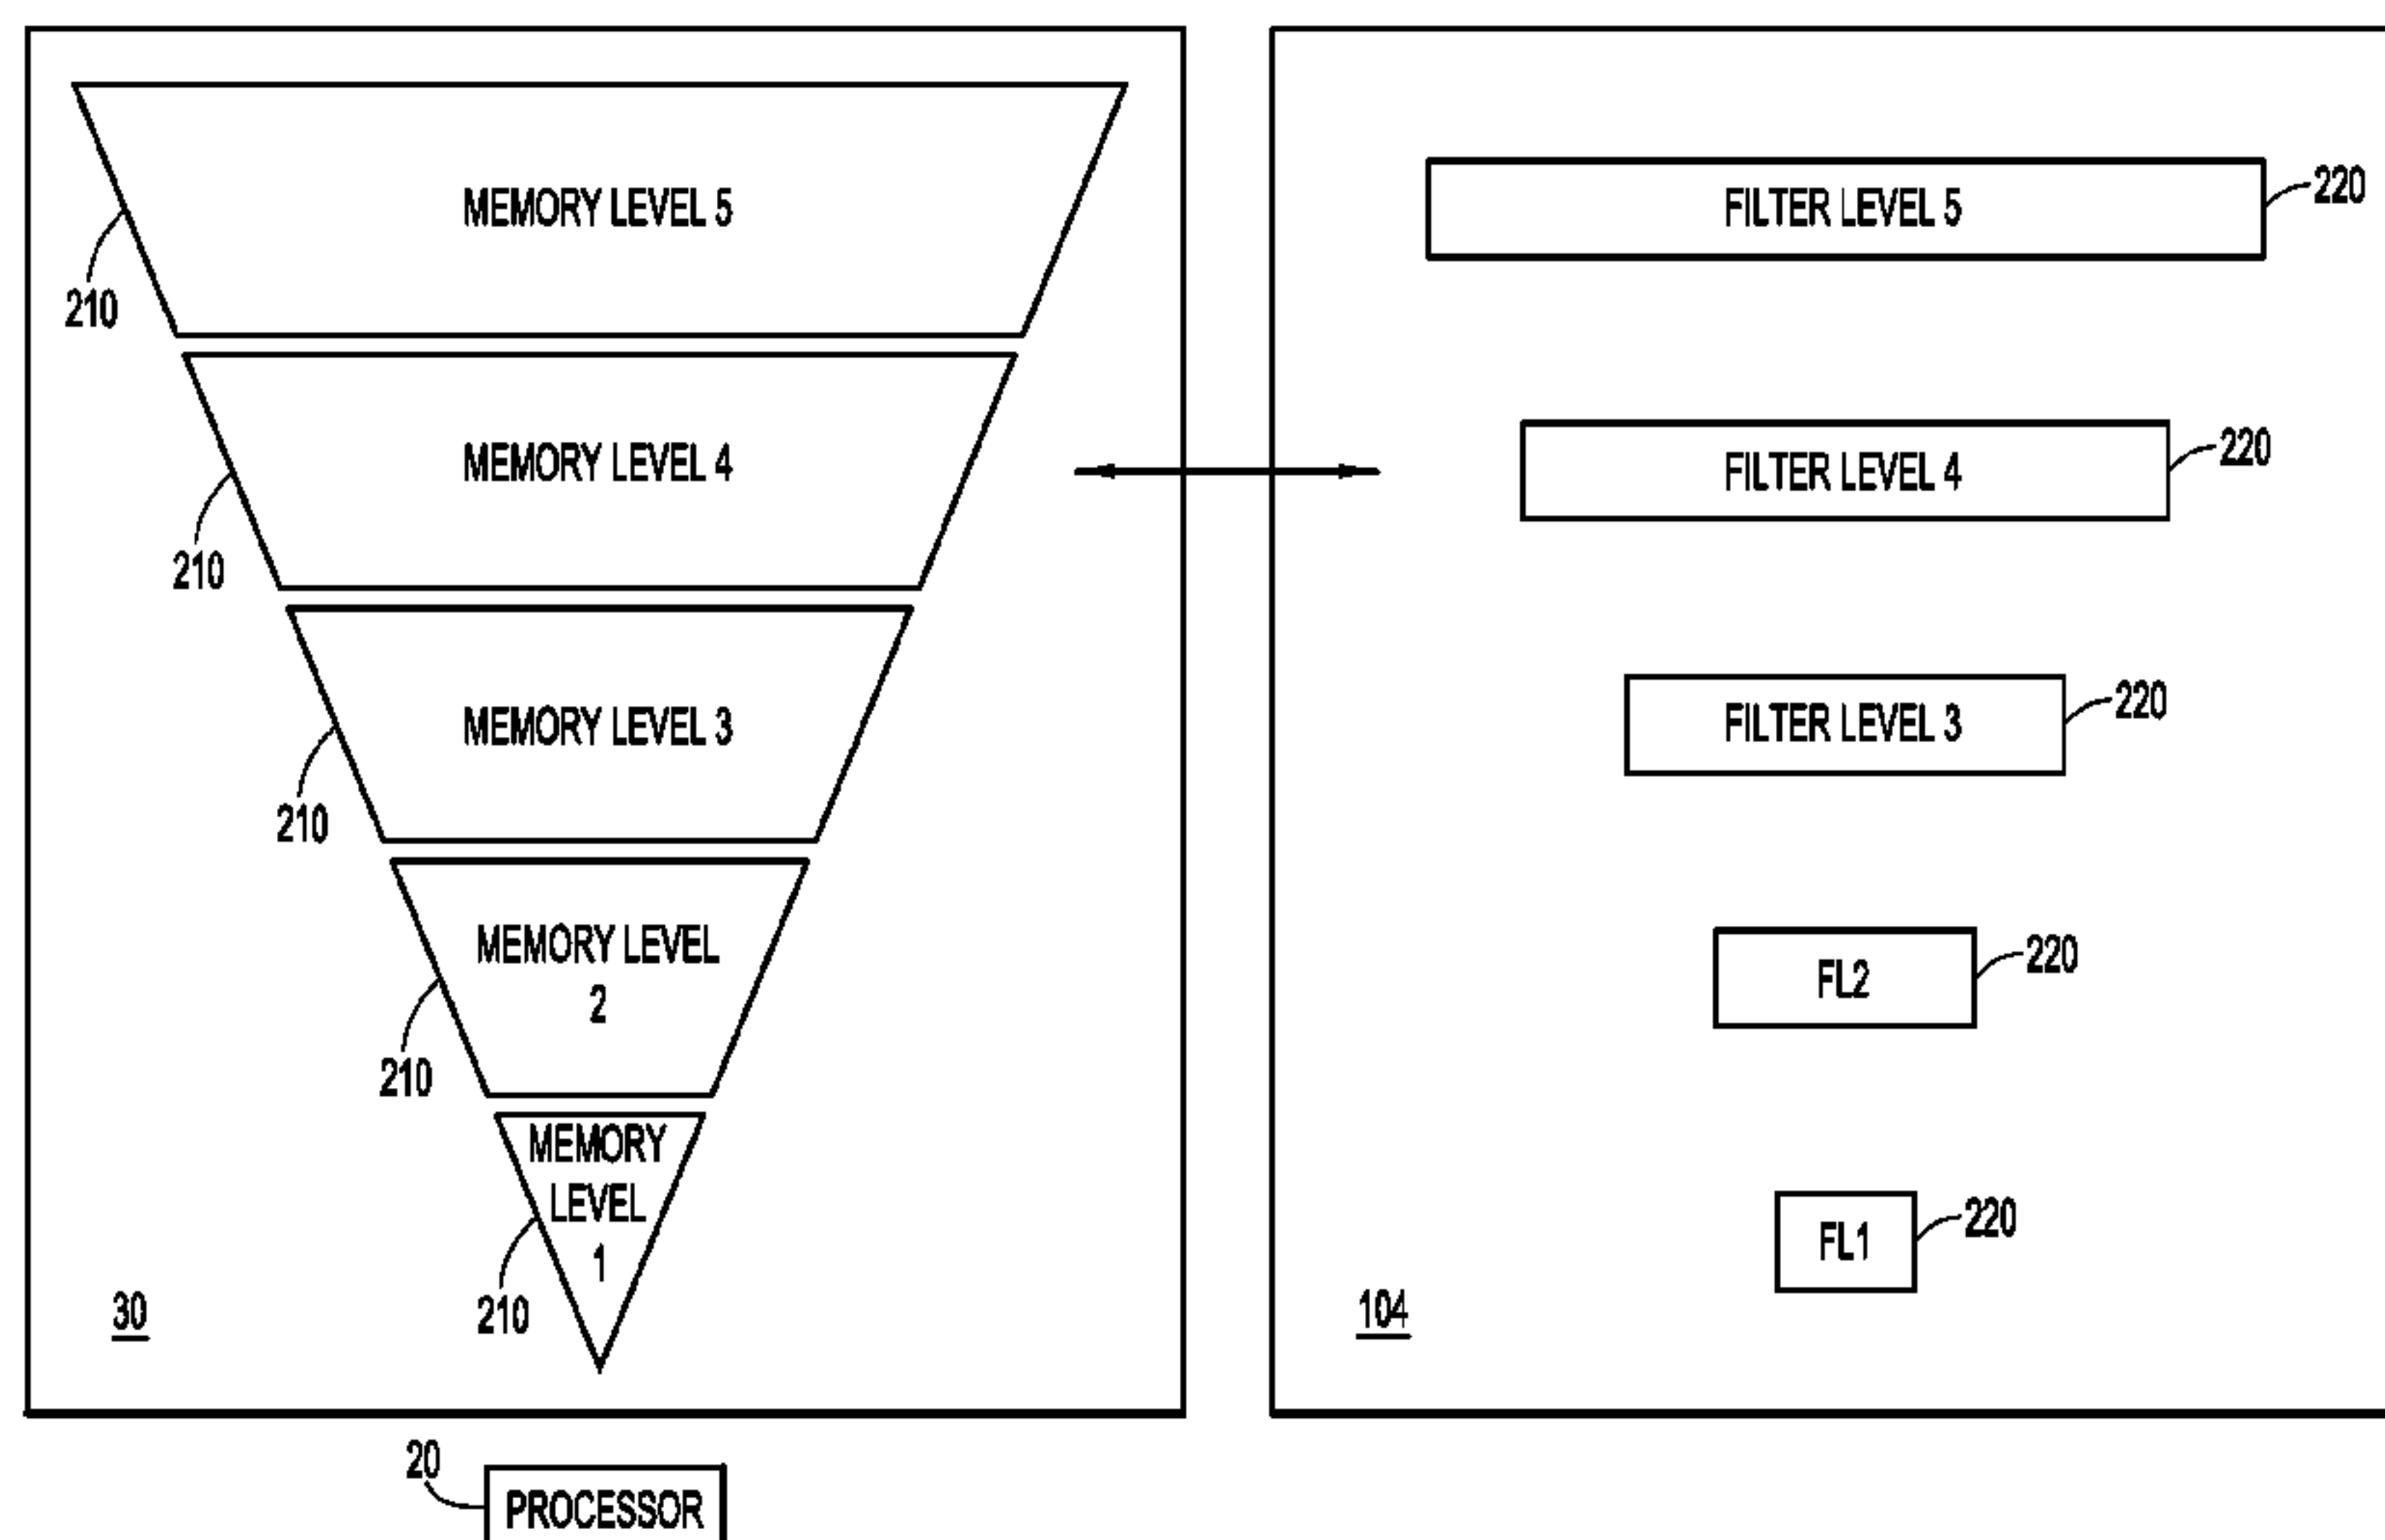 MEMORY LEVEL 5
210
FILTER LEVEL 5
220
MEMORY LEVEL 4
210
FILTER LEVEL 4
220
MEMORY LEVEL 3
210
FILTER LEVEL 3
220
MEMORY LEVEL
2
210
FL2
220
MEMORY
LEVEL
1
210
FL1
220
30
104
20
PROCESSOR